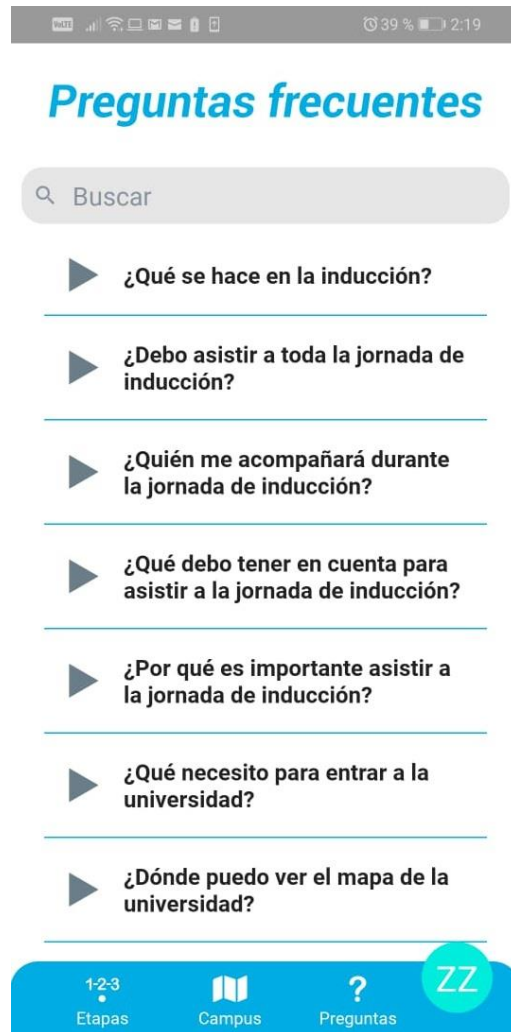 VoLTE 39 % 2:19
Preguntas frecuentes
Buscar
¿Qué se hace en la inducción?
¿Debo asistir a toda la jornada de
inducción?
¿Quién me acompañará durante
la jornada de inducción?
¿Qué debo tener en cuenta para
asistir a la jornada de inducción?
¿Por qué es importante asistir a
la jornada de inducción?
¿Qué necesito para entrar a la
universidad?
¿Dónde puedo ver el mapa de la
universidad?
1-2-3 ? ZZ
Etapas Campus Preguntas